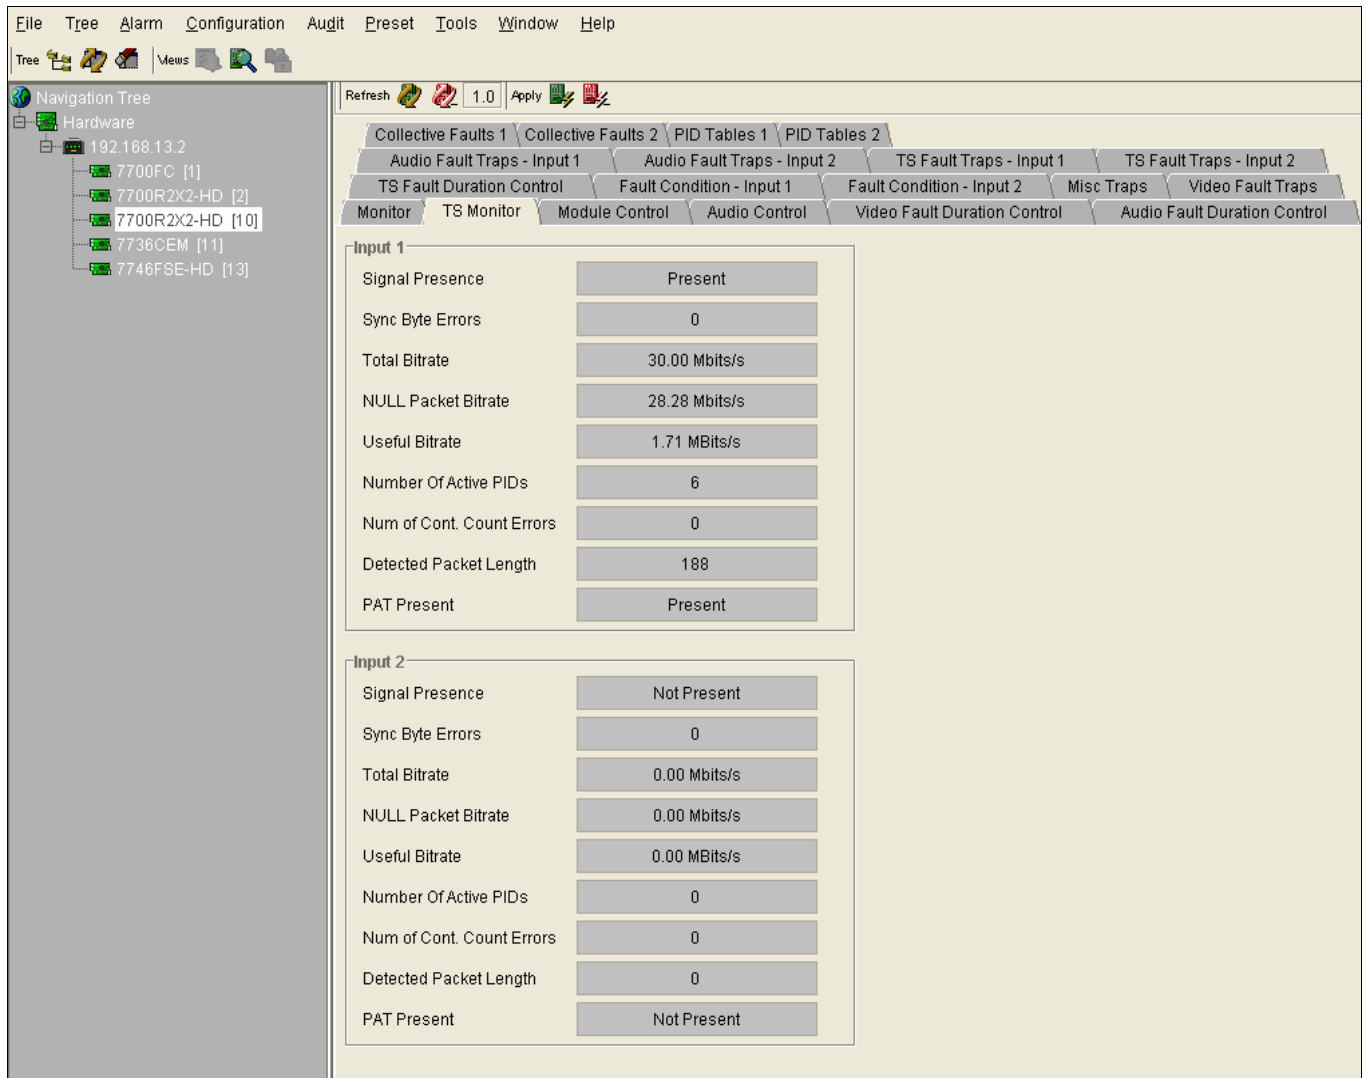 File Tree Alarm Configuration Audit Preset Tools Window Help
Tree Views
Navigation Tree
Hardware
192.168.13.2
7700FC [1]
7700R2X2-HD [2]
7700R2X2-HD [10]
7736CEM [11]
7746FSE-HD [13]
Refresh 1.0 Apply
Collective Faults 1 Collective Faults 2 PID Tables 1 PID Tables 2
Audio Fault Traps - Input 1 Audio Fault Traps - Input 2 TS Fault Traps - Input 1 TS Fault Traps - Input 2
TS Fault Duration Control Fault Condition - Input 1 Fault Condition - Input 2 Misc Traps Video Fault Traps
Monitor TS Monitor Module Control Audio Control Video Fault Duration Control Audio Fault Duration Control
Input 1
Signal Presence Present
Sync Byte Errors 0
Total Bitrate 30.00 Mbits/s
NULL Packet Bitrate 28.28 Mbits/s
Useful Bitrate 1.71 MBits/s
Number Of Active PIDs 6
Num of Cont. Count Errors 0
Detected Packet Length 188
PAT Present Present
Input 2
Signal Presence Not Present
Sync Byte Errors 0
Total Bitrate 0.00 Mbits/s
NULL Packet Bitrate 0.00 Mbits/s
Useful Bitrate 0.00 MBits/s
Number Of Active PIDs 0
Num of Cont. Count Errors 0
Detected Packet Length 0
PAT Present Not Present